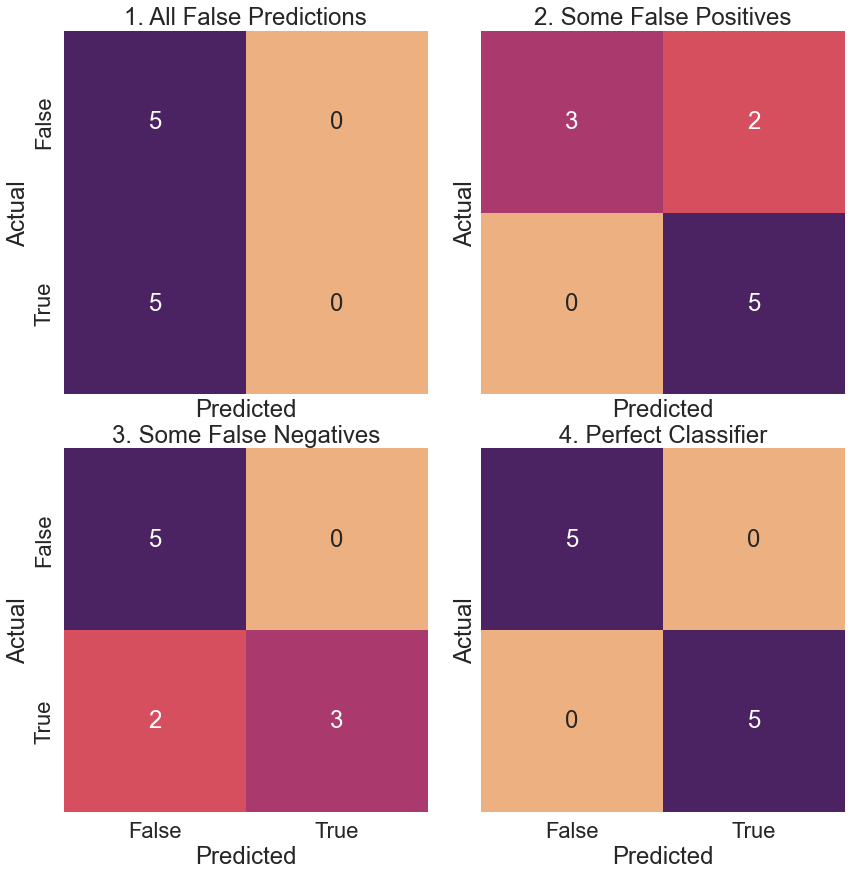 1. All False Predictions
2. Some False Positives
Actual
False
True
5 0
5 0
Predicted
Actual
3 2
0 5
Predicted
3. Some False Negatives
4. Perfect Classifier
Actual
False
True
5 0
2 3
False True
Predicted
Actual
5 0
0 5
False True
Predicted